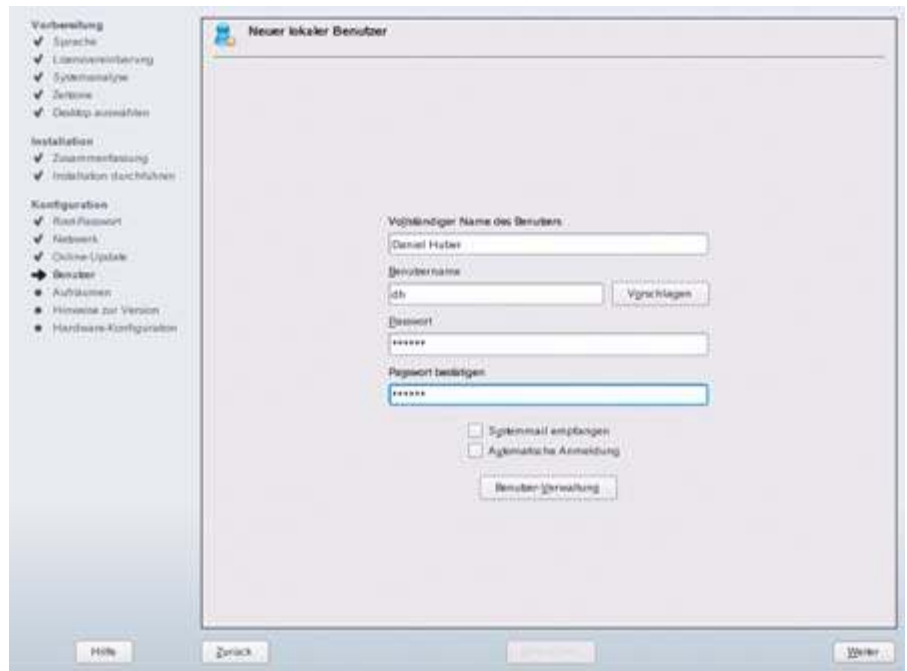 Vorbereitung
Sprache
Lizenzvereinbarung
Systemanalyse
Zeitzone
Desktop auswählen
Installation
Zusammenfassung
Installation durchführen
Konfiguration
Root-Passwort
Netzwerk
Online-Update
Benutzer
Aufräumen
Hinweise zur Version
Hardware-Konfiguration
Neuer lokaler Benutzer
Vollständiger Name des Benutzers
Daniel Huber
Benutzername
dh
Vorschlagen
Passwort
••••••
Passwort bestätigen
••••••
Systemmail empfangen
Automatische Anmeldung
Benutzer-Verwaltung
Hilfe
Zurück
Weiter